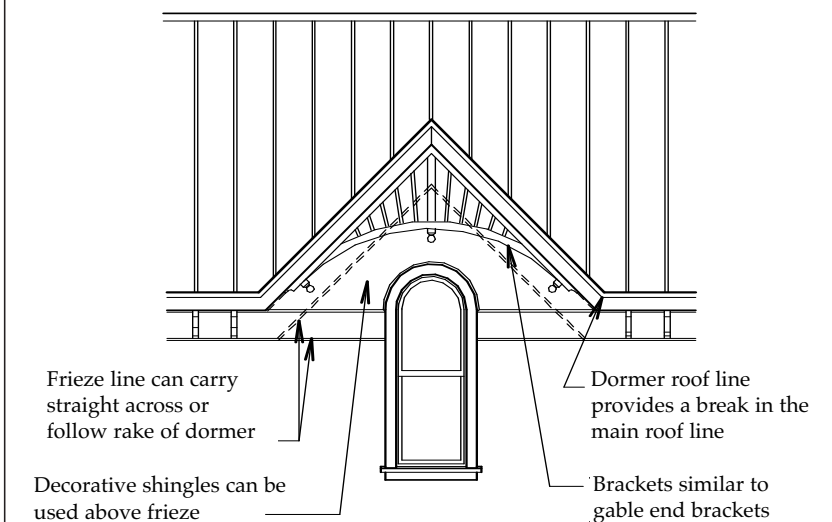 Frieze line can carry
straight across or
follow rake of dormer
Decorative shingles can be
used above frieze
Dormer roof line
provides a break in the
main roof line
Brackets similar to
gable end brackets